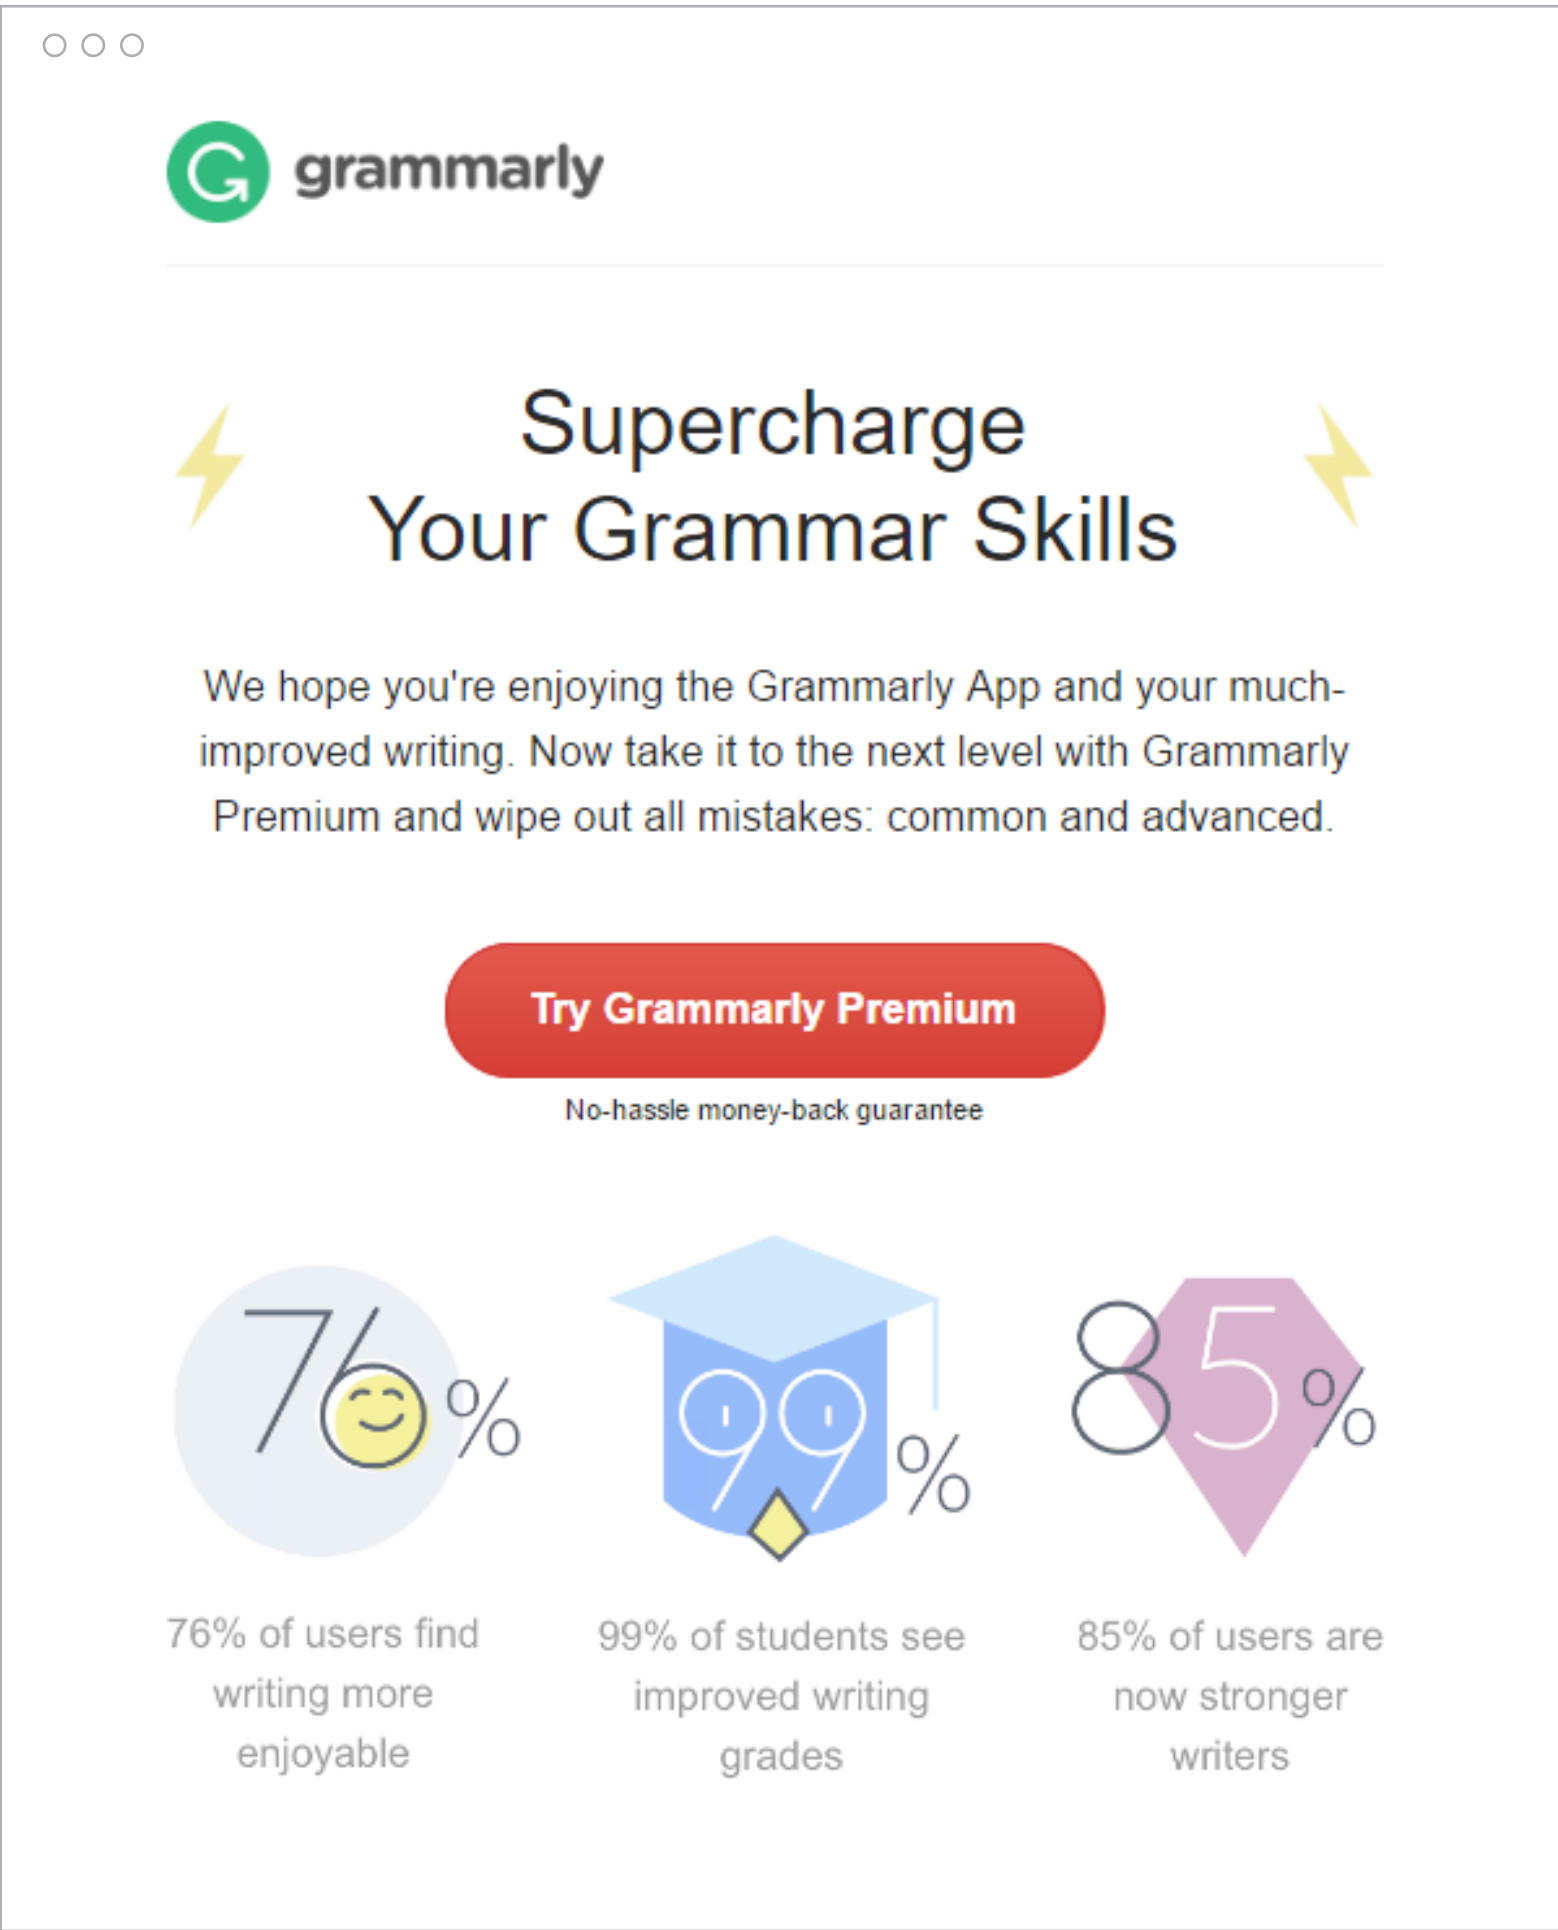 grammarly
Supercharge
Your Grammar Skills
We hope you're enjoying the Grammarly App and your much-
improved writing. Now take it to the next level with Grammarly
Premium and wipe out all mistakes: common and advanced.
Try Grammarly Premium
No-hassle money-back guarantee
76%
99%
85%
76% of users find
writing more
enjoyable
99% of students see
improved writing
grades
85% of users are
now stronger
writers